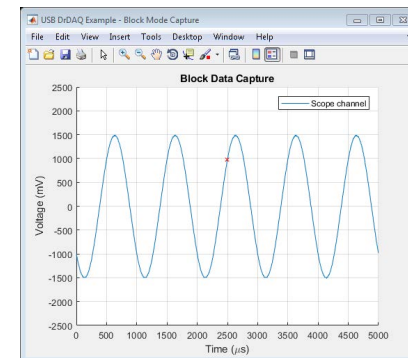 USB DrDAQ Example - Block Mode Capture
File Edit View Insert Tools Desktop Window Help
Block Data Capture
Scope channel
2500
2000
1500
1000
500
0
-500
-1000
-1500
-2000
-2500
Voltage (mV)
0 500 1000 1500 2000 2500 3000 3500 4000 4500 5000
Time (μs)